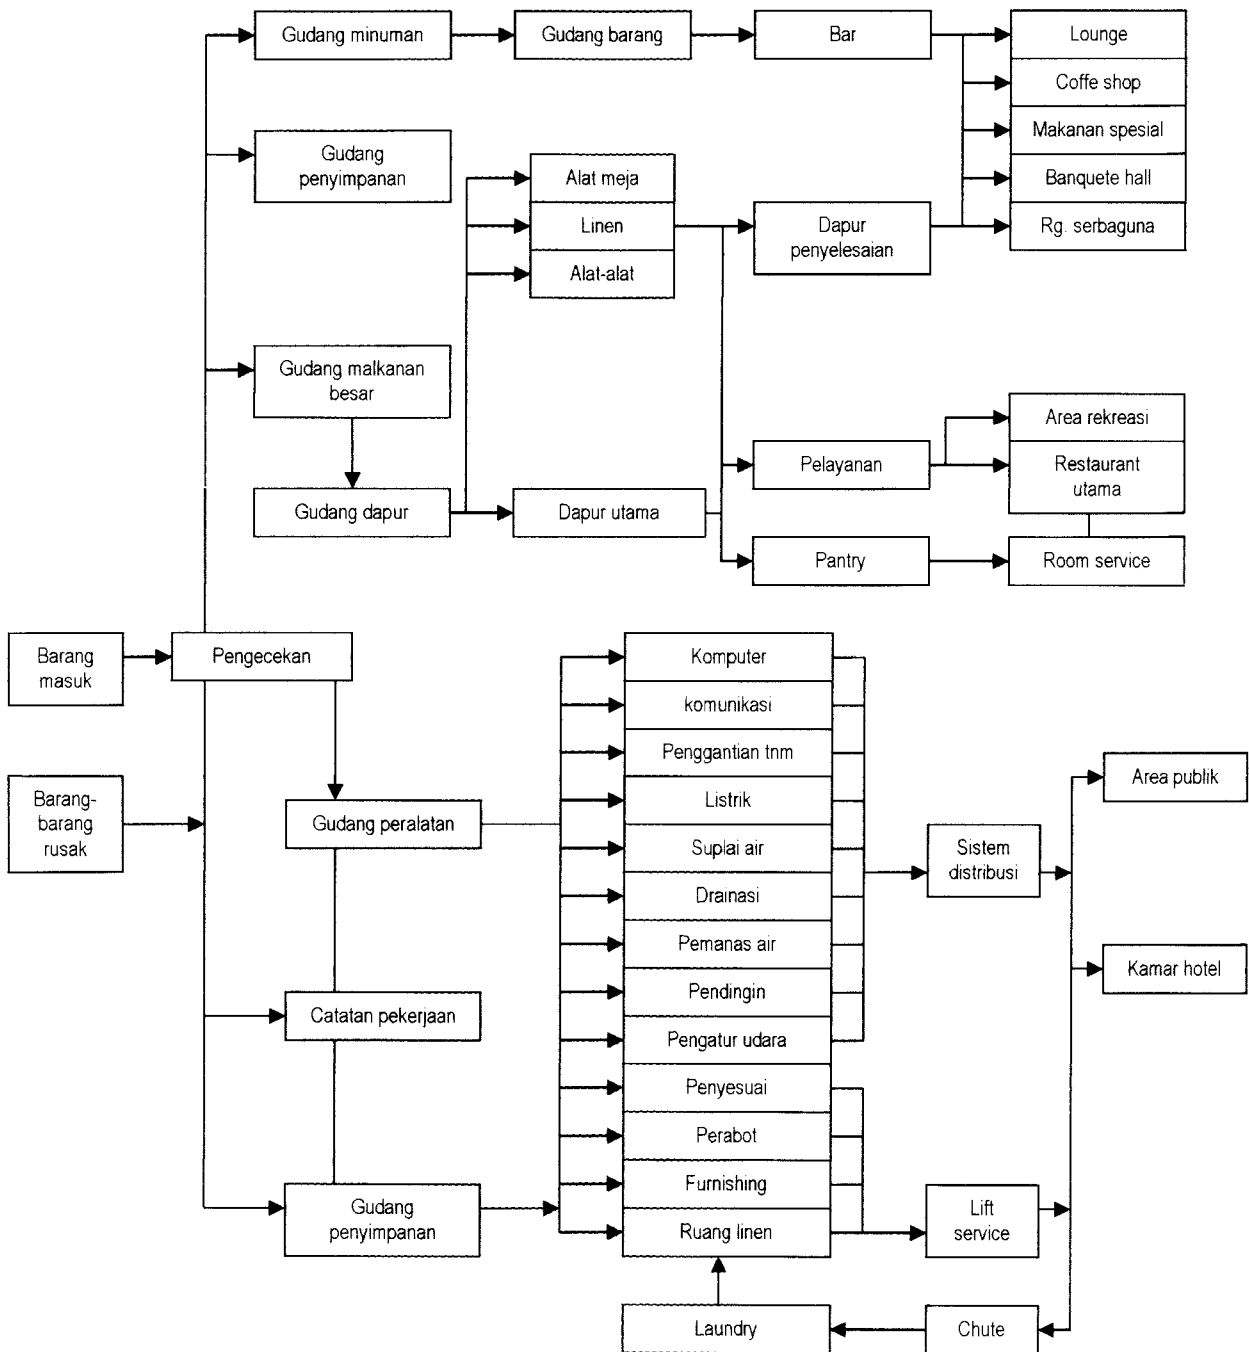 Gudang minuman
Gudang barang
Bar
Lounge
Coffe shop
Makanan spesial
Banquete hall
Rg. serbaguna
Gudang
penyimpanan
Alat meja
Linen
Alat-alat
Dapur
penyelesaian
Gudang malkanan
besar
Gudang dapur
Dapur utama
Pelayanan
Area rekreasi
Restaurant
utama
Pantry
Room service
Barang
masuk
Pengecekan
Barang-
barang
rusak
Gudang peralatan
Catatan pekerjaan
Gudang
penyimpanan
Komputer
komunikasi
Penggantian tnm
Listrik
Suplai air
Drainasi
Pemanas air
Pendingin
Pengatur udara
Penyesuai
Perabot
Furnishing
Ruang linen
Sistem
distribusi
Area publik
Kamar hotel
Lift
service
Laundry
Chute